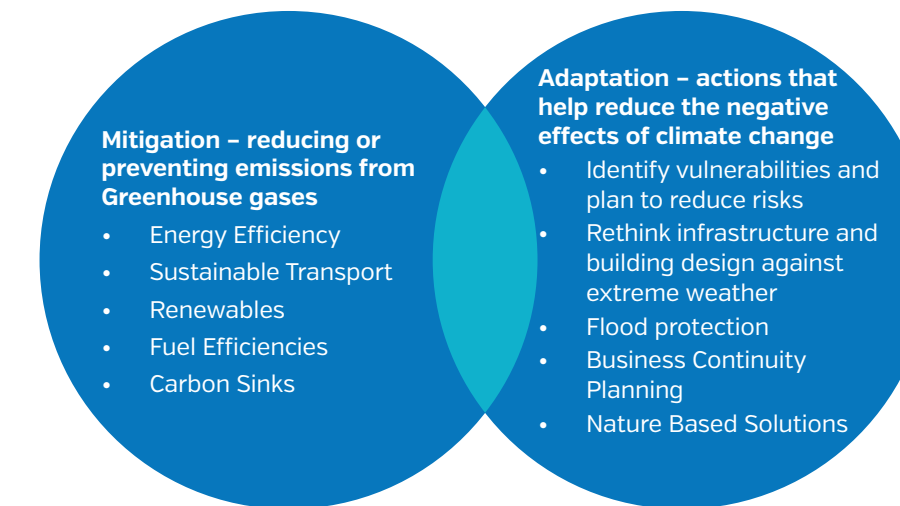 Mitigation – reducing or
preventing emissions from
Greenhouse gases
• Energy Efficiency
• Sustainable Transport
• Renewables
• Fuel Efficiencies
• Carbon Sinks
Adaptation – actions that
help reduce the negative
effects of climate change
• Identify vulnerabilities and
plan to reduce risks
• Rethink infrastructure and
building design against
extreme weather
• Flood protection
• Business Continuity
Planning
• Nature Based Solutions